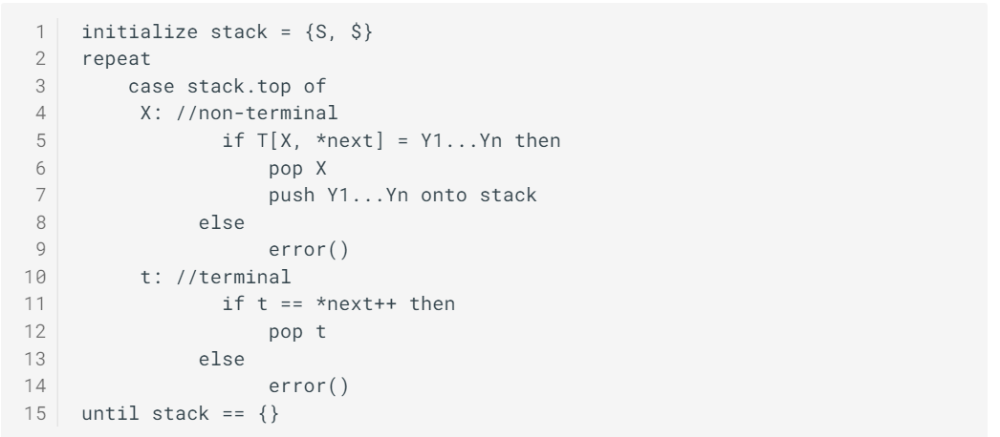 1 initialize stack = {S, $}
2 repeat
3 case stack.top of
4 X: //non-terminal
5 if T[X, *next] = Y1...Yn then
6 pop X
7 push Y1...Yn onto stack
8 else
9 error()
10 t: //terminal
11 if t == *next++ then
12 pop t
13 else
14 error()
15 until stack == {}